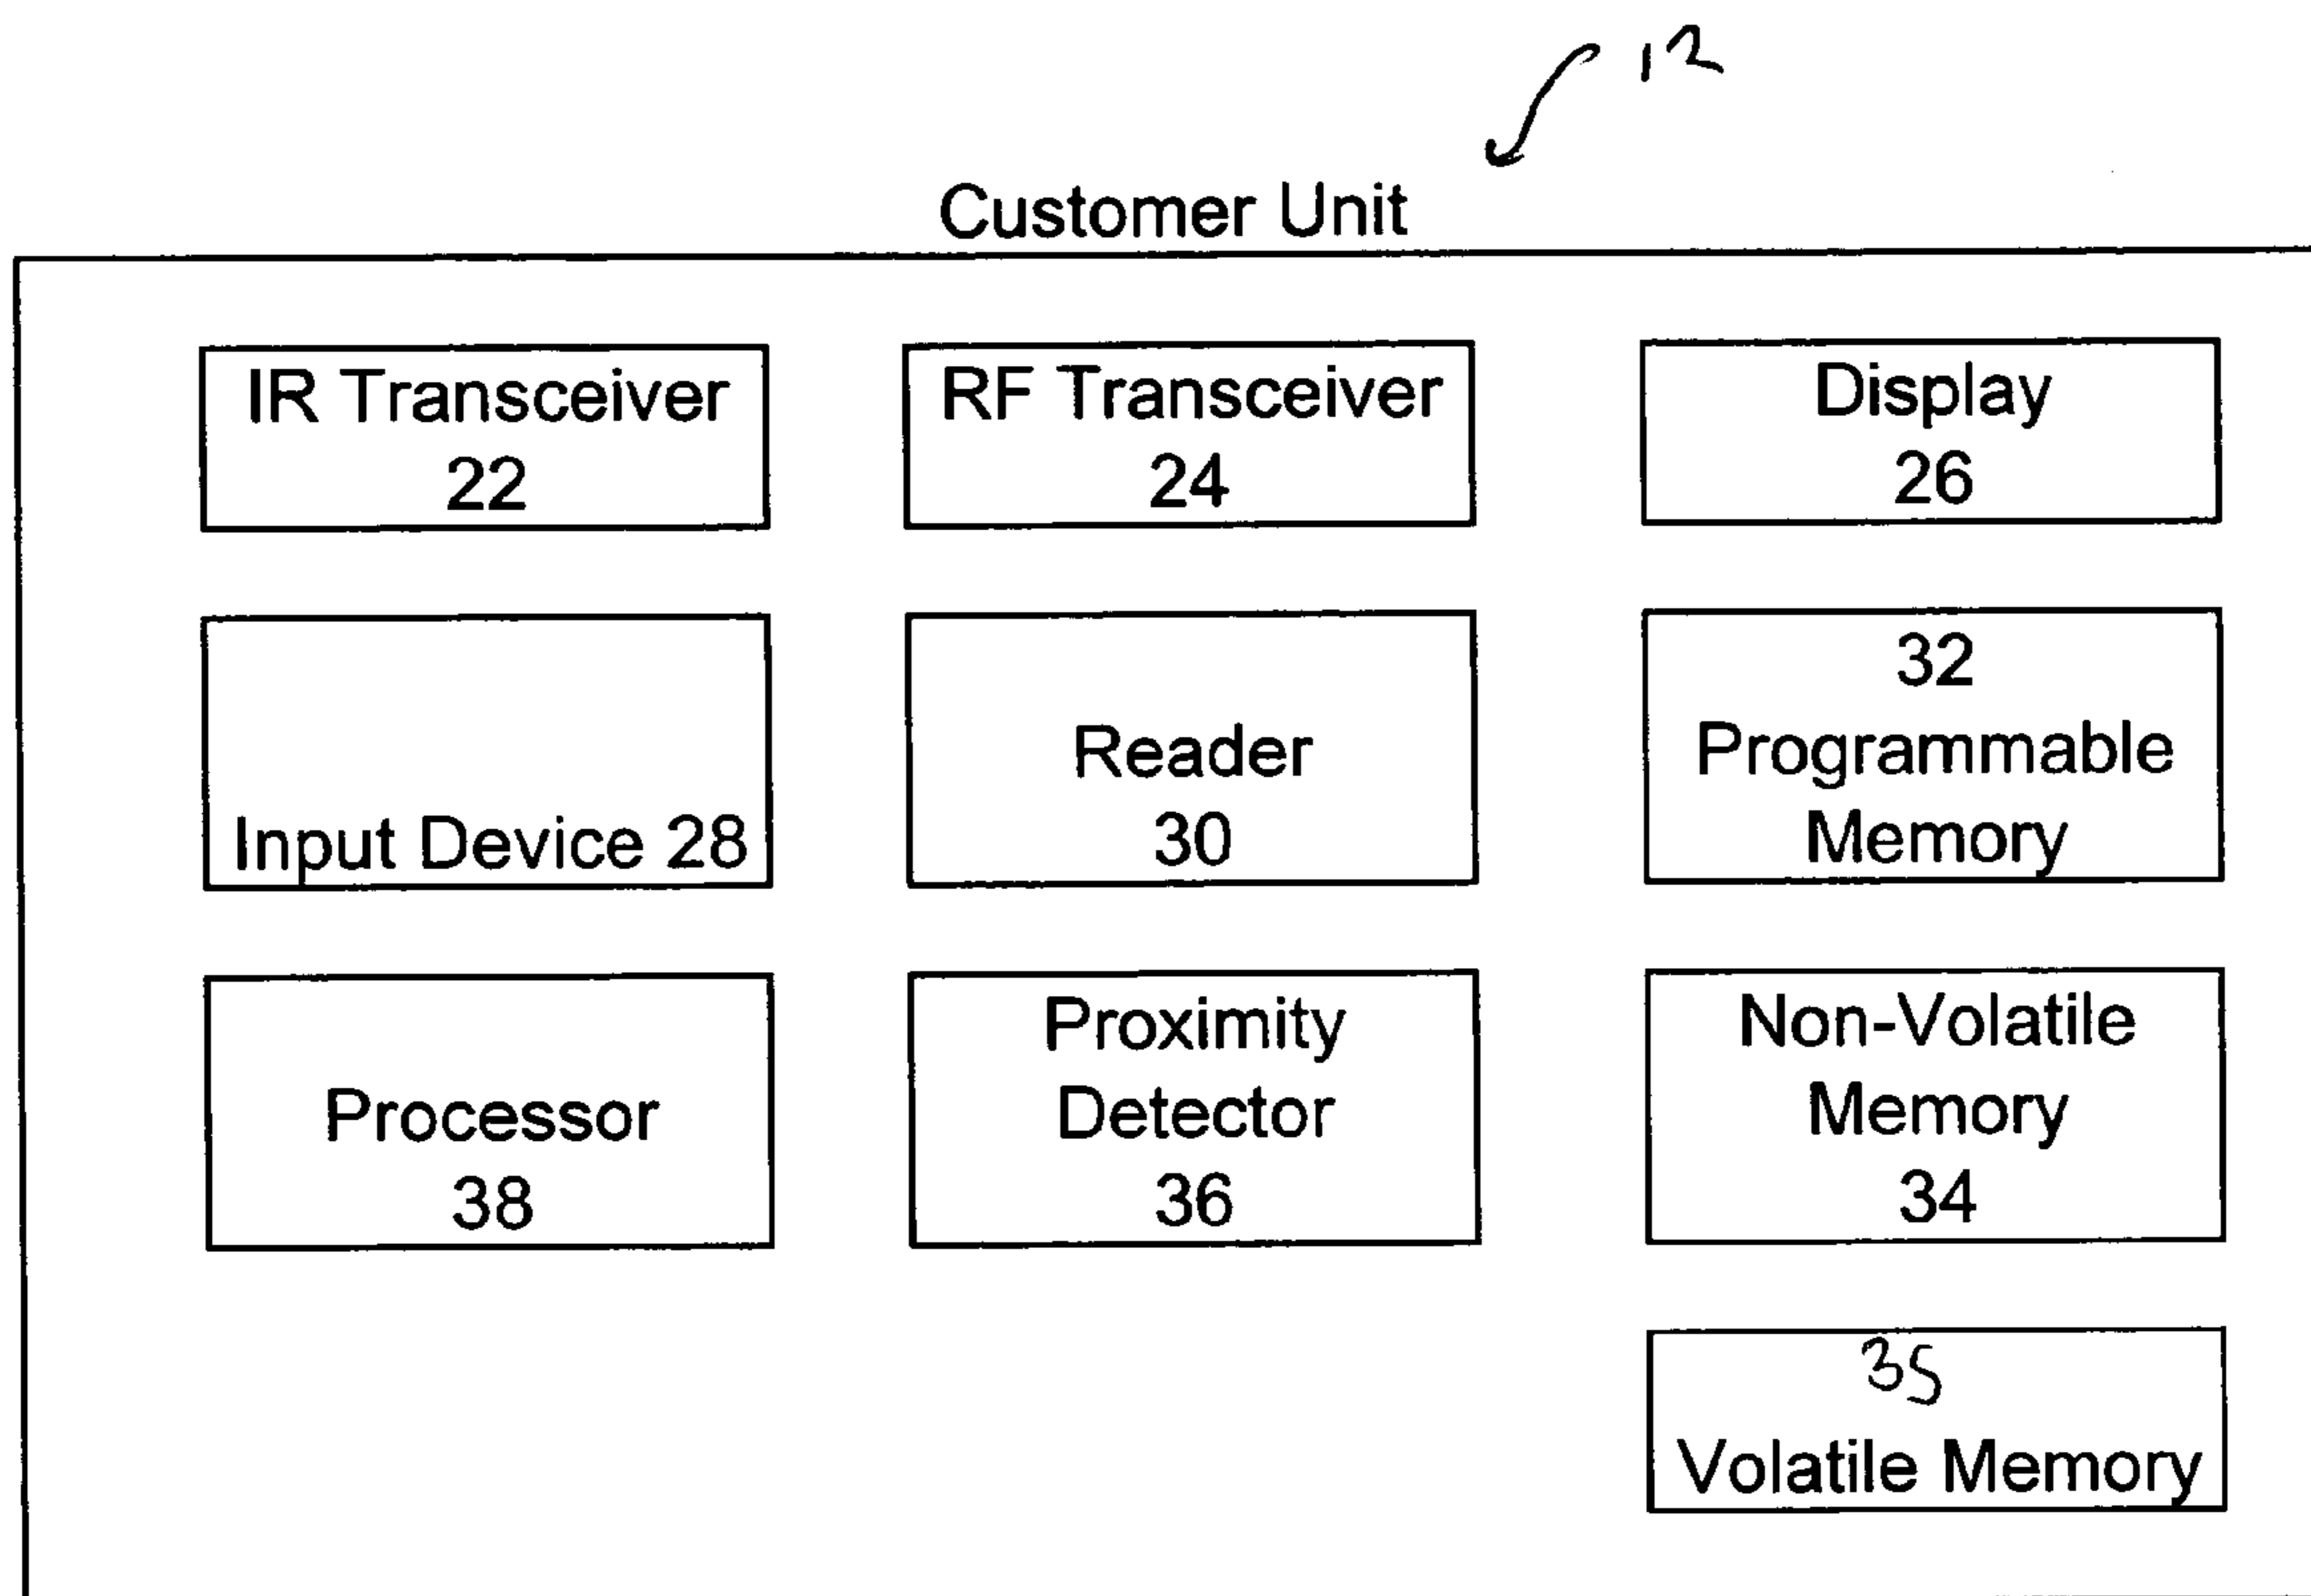 12
Customer Unit
IR Transceiver
22
RF Transceiver
24
Display
26
Input Device 28
Reader
30
32
Programmable
Memory
Processor
38
Proximity
Detector
36
Non-Volatile
Memory
34
35
Volatile Memory